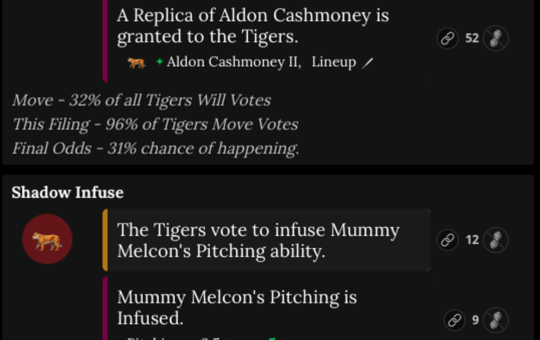 A Replica of Aldon Cashmoney is
granted to the Tigers.
52
+ Aldon Cashmoney II, Lineup
Move - 32% of all Tigers Will Votes
This Filing - 96% of Tigers Move Votes
Final Odds - 31% chance of happening.
Shadow Infuse
The Tigers vote to infuse Mummy
Melcon's Pitching ability.
12
Mummy Melcon's Pitching is
Infused.
9